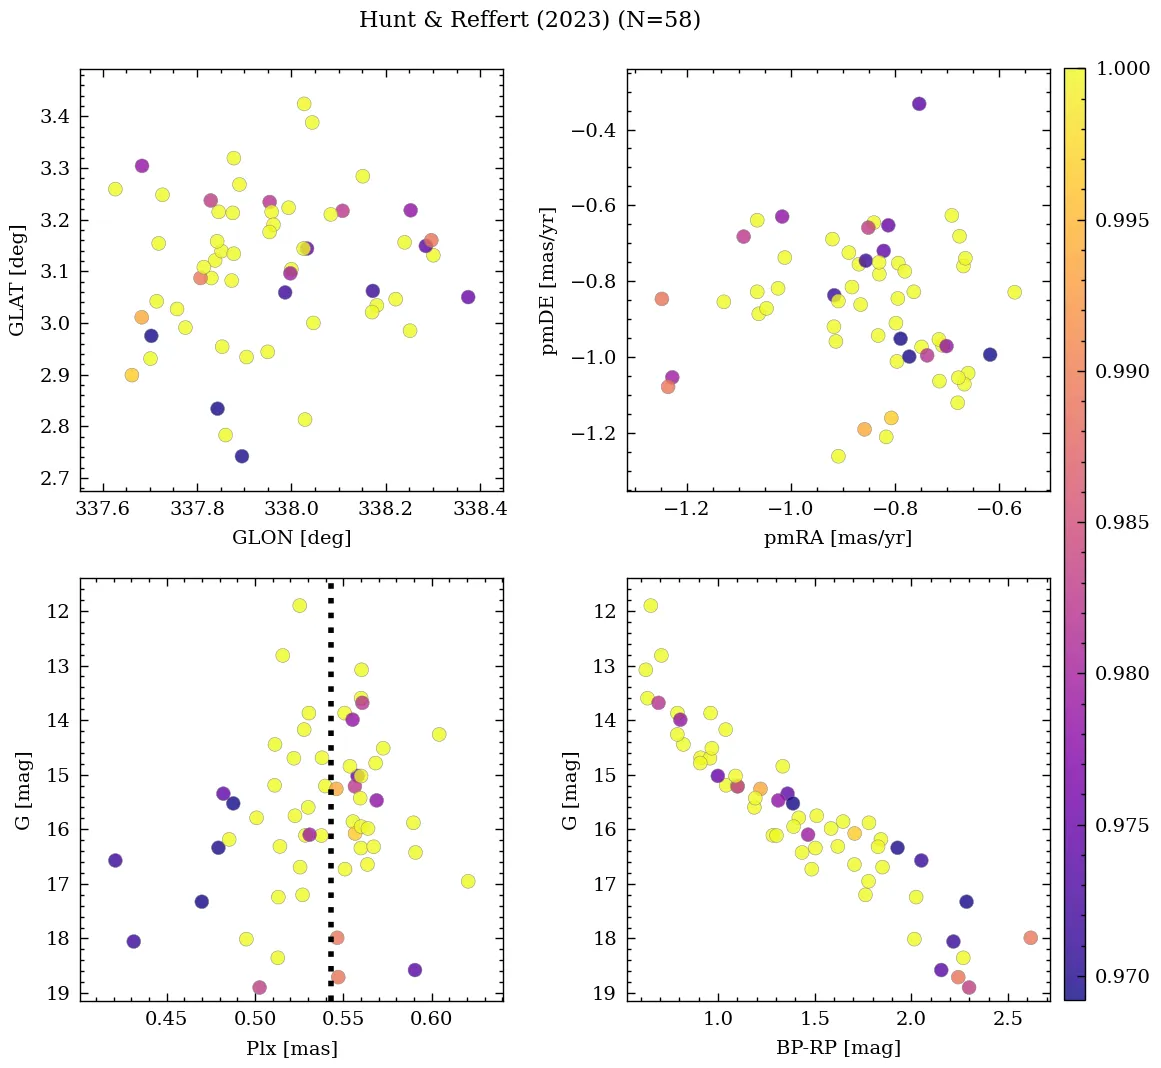 Hunt & Reffert (2023) (N=58)
3.4
3.3
3.2
3.1
3.0
2.9
2.8
2.7
GLAT [deg]
337.6 337.8 338.0 338.2 338.4
GLON [deg]
−0.4
−0.6
−0.8
−1.0
−1.2
pmDE [mas/yr]
−1.2 −1.0 −0.8 −0.6
pmRA [mas/yr]
12
13
14
15
16
17
18
19
G [mag]
0.45 0.50 0.55 0.60
Plx [mas]
12
13
14
15
16
17
18
19
G [mag]
1.0 1.5 2.0 2.5
BP-RP [mag]
1.000
0.995
0.990
0.985
0.980
0.975
0.970